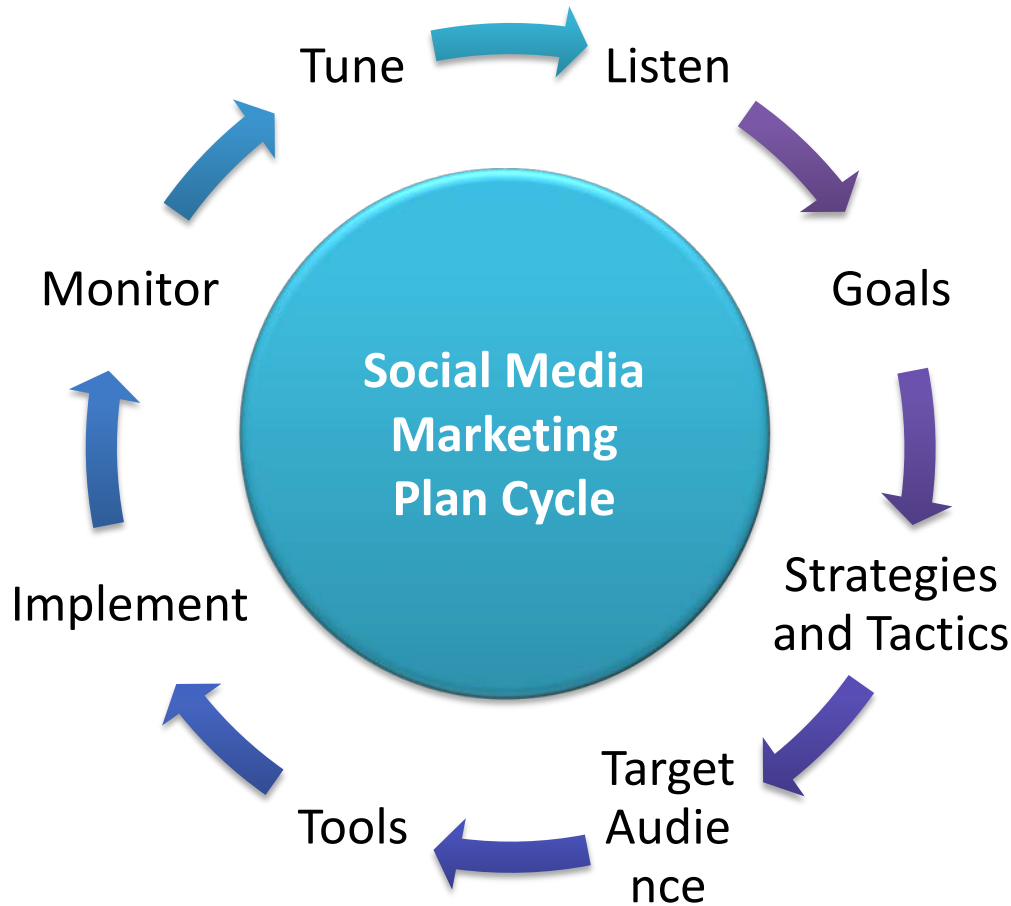 Tune
Listen
Goals
Strategies
and Tactics
Target
Audie
nce
Tools
Implement
Monitor
Social Media
Marketing
Plan Cycle